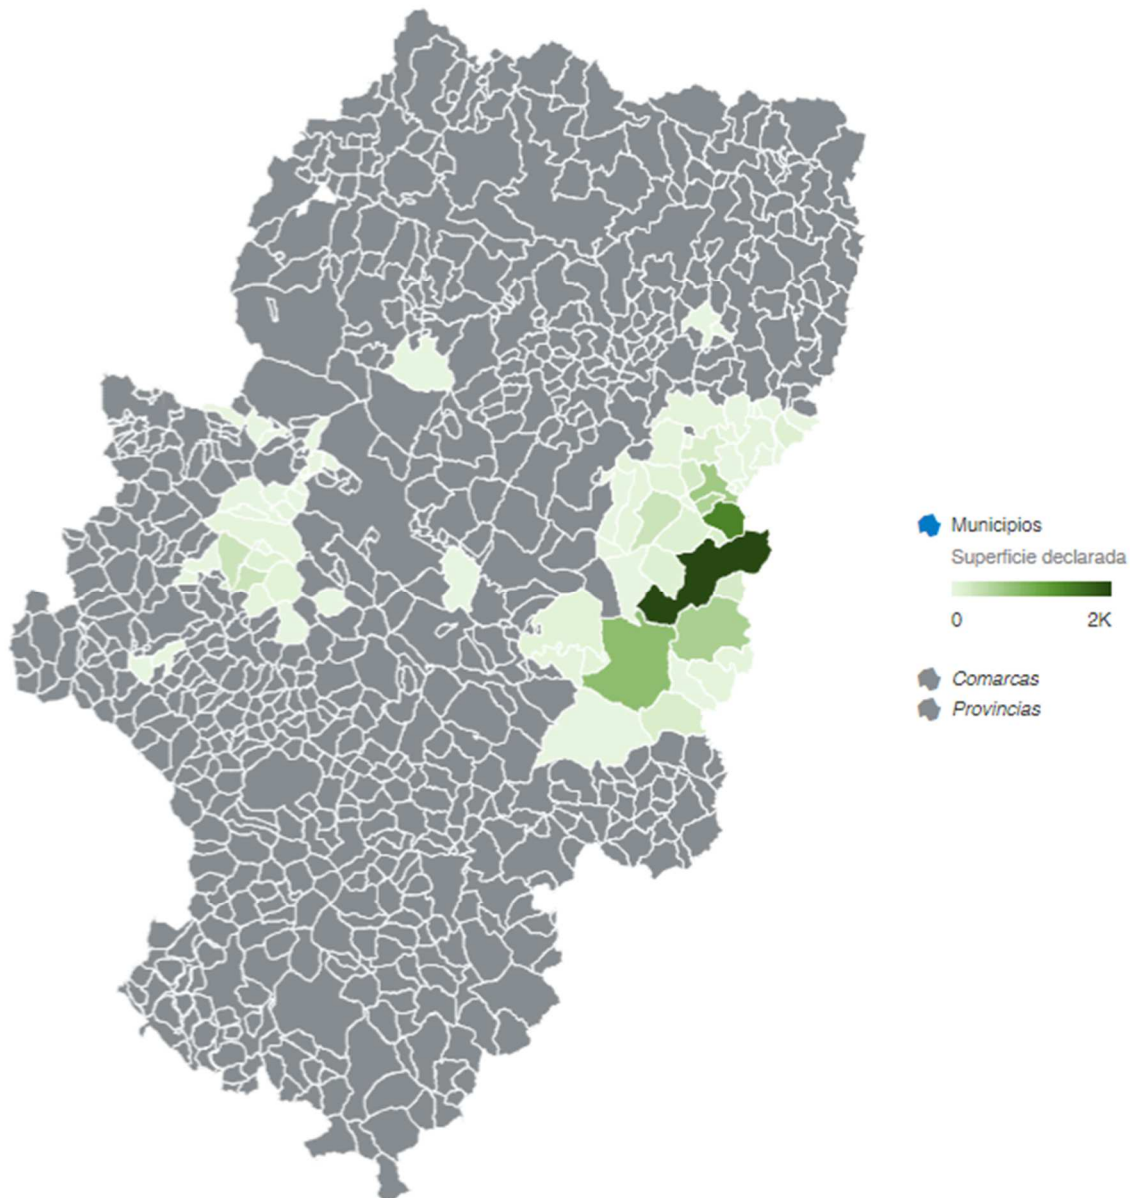 Municipios
Superficie declarada
0 2K
Comarcas
Provincias